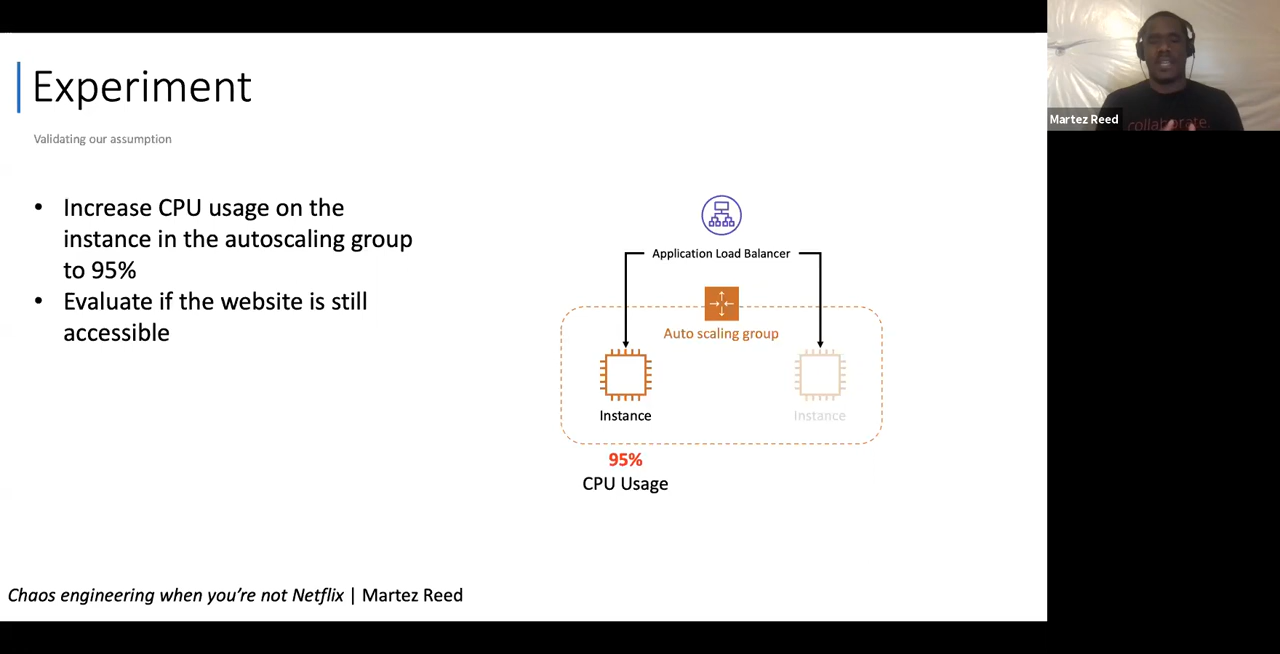 Experiment
Validating our assumption
• Increase CPU usage on the
instance in the autoscaling group
to 95%
• Evaluate if the website is still
accessible
Application Load Balancer
Auto scaling group
Instance
Instance
95%
CPU Usage
Chaos engineering when you're not Netflix | Martez Reed
Martez Reed
collaborate.